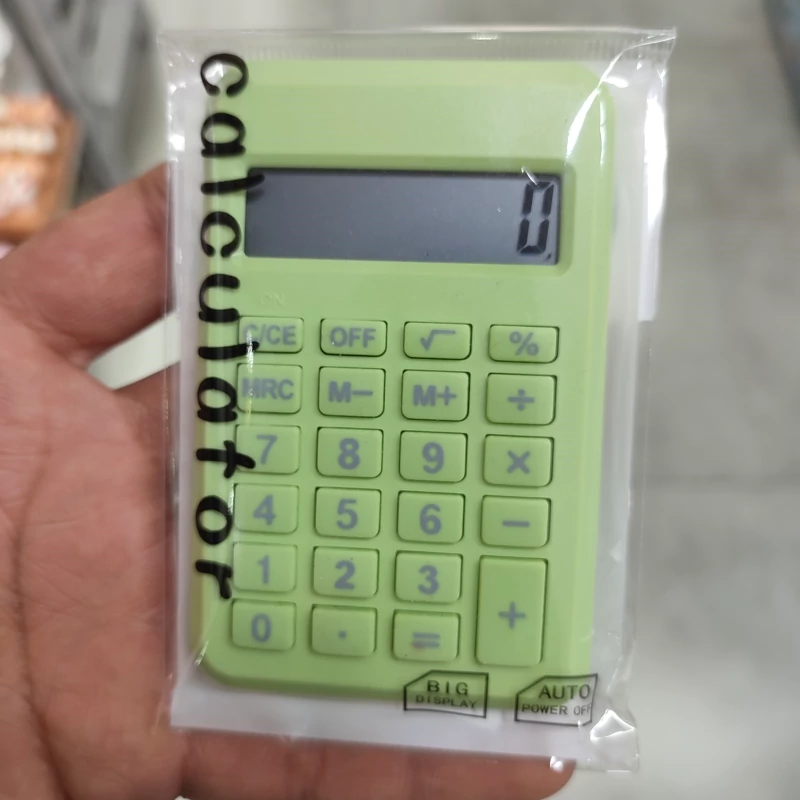 calculator
0.
ON
C/CE OFF √ %
MRC M− M+ ÷
7 8 9 ×
4 5 6 −
1 2 3
0 . = +
BIG
DISPLAY
AUTO
POWER OFF